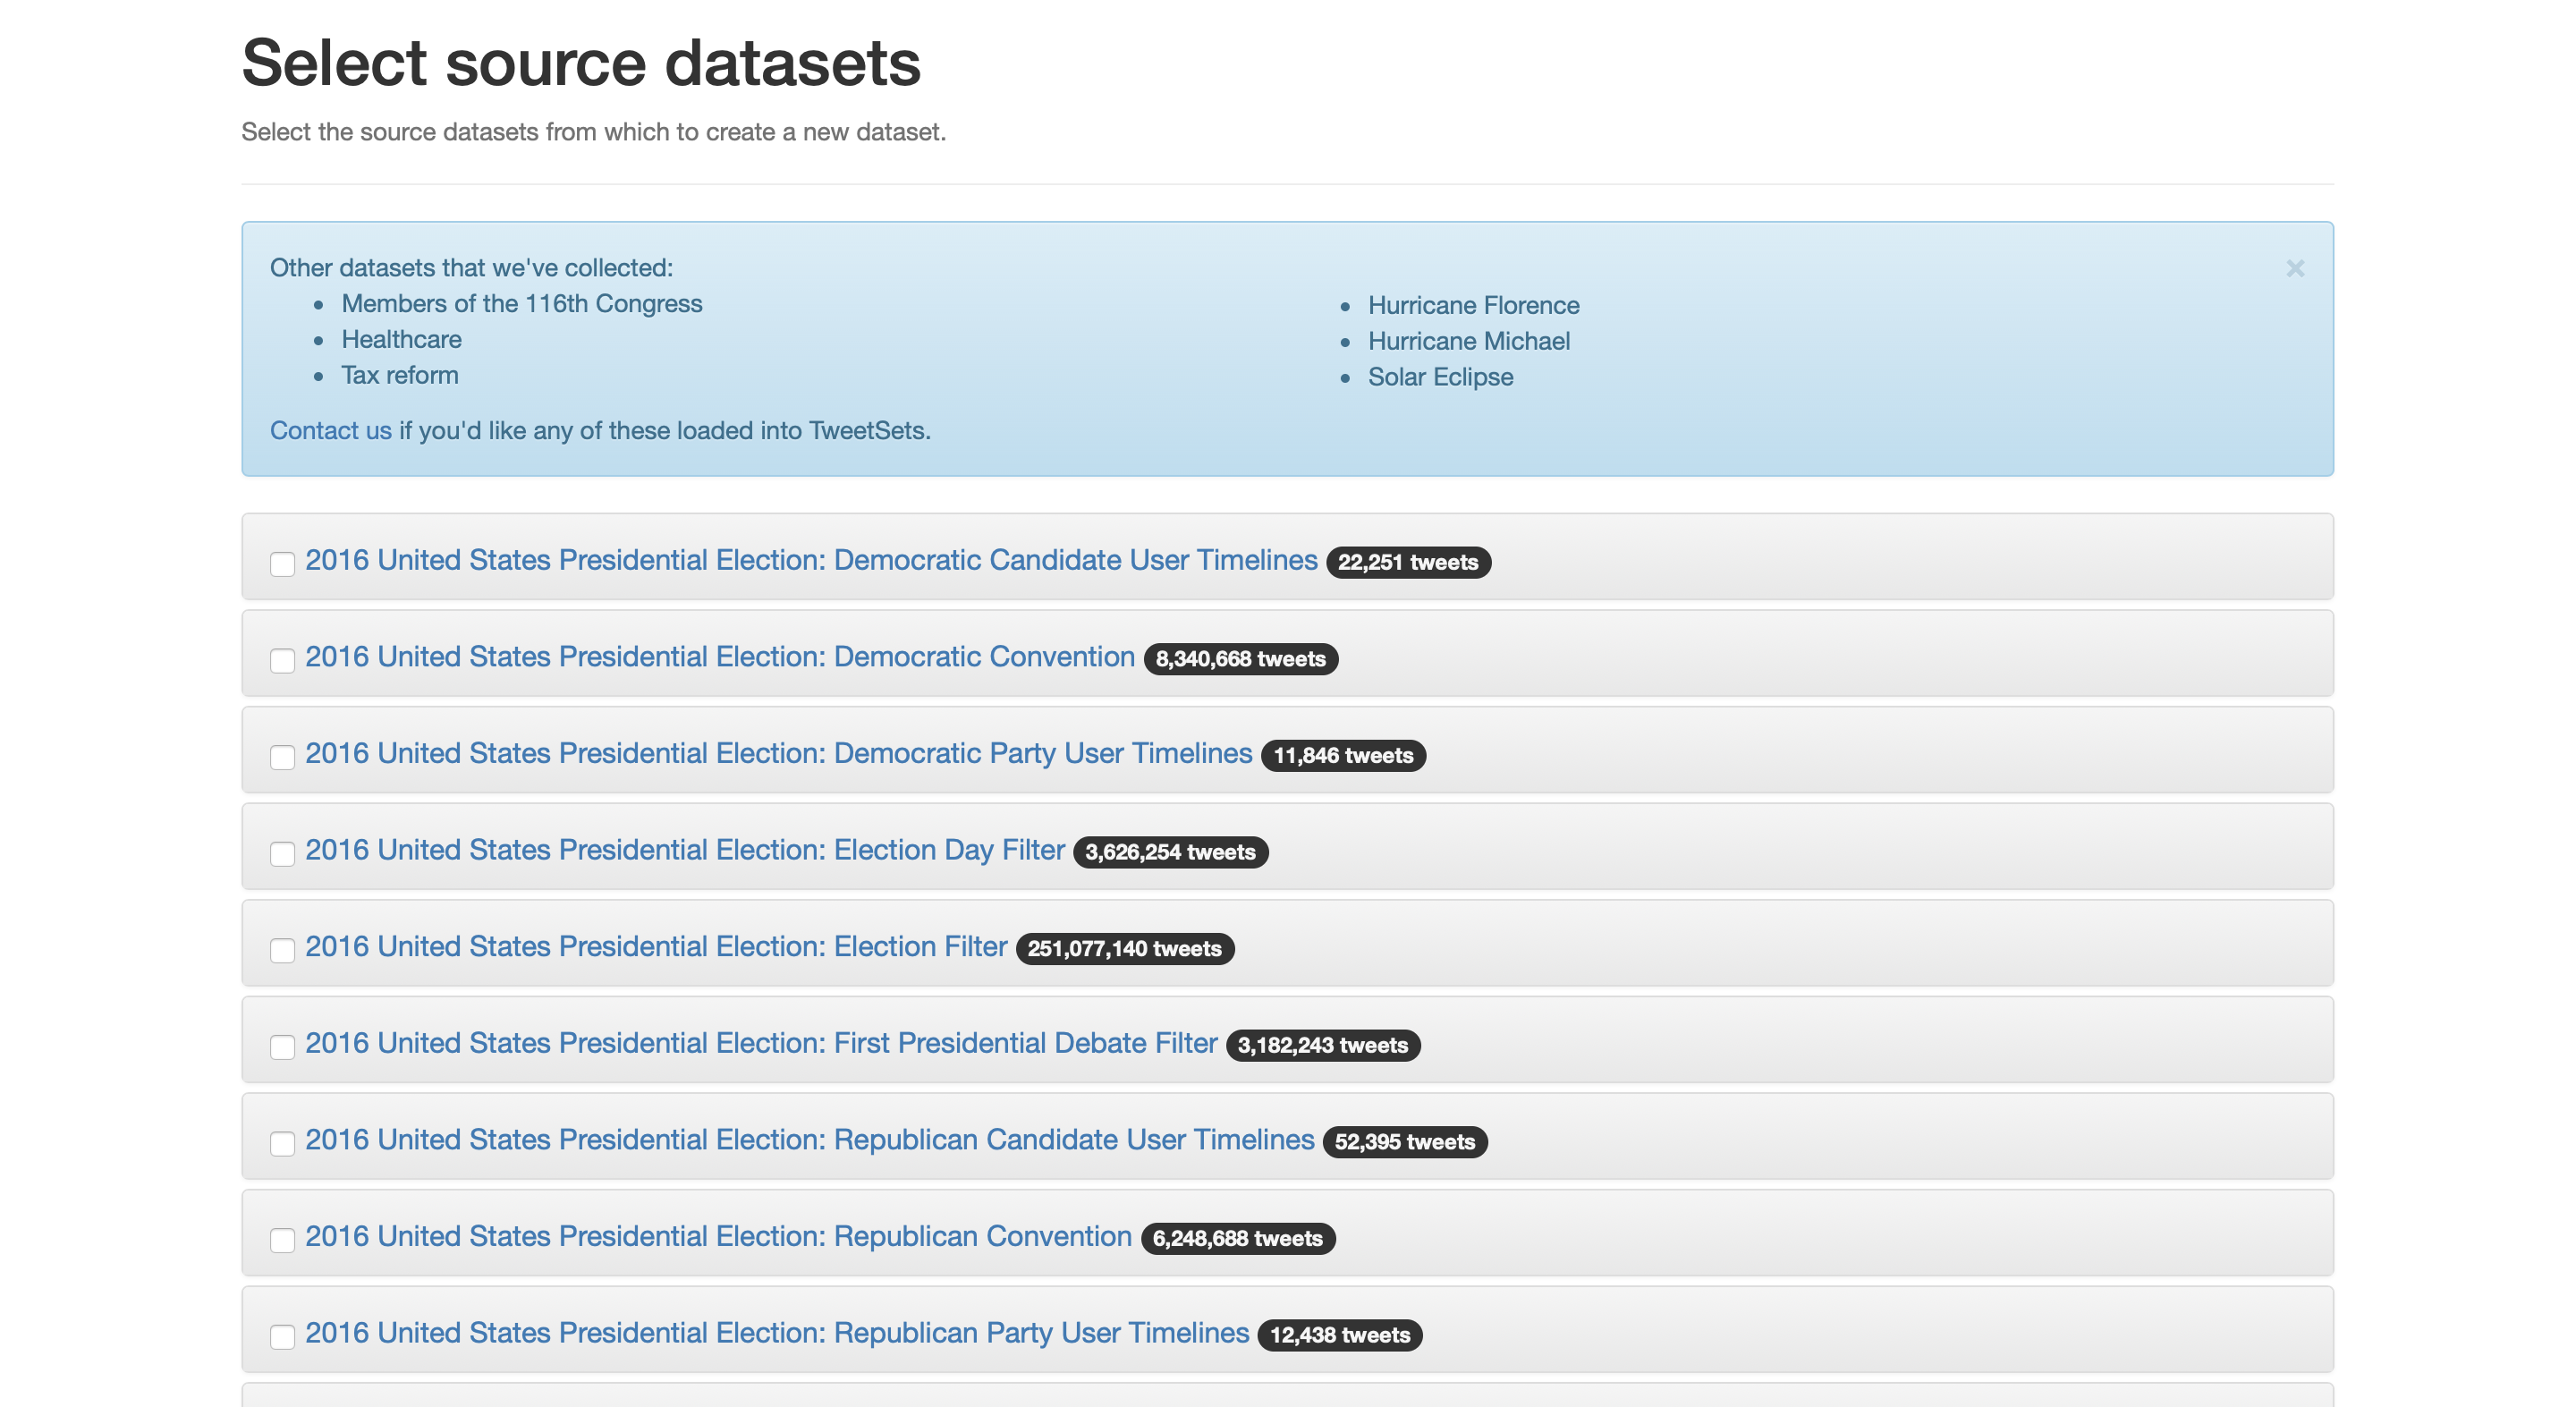 Select source datasets
Select the source datasets from which to create a new dataset.
Other datasets that we've collected:
Members of the 116th Congress
Healthcare
Tax reform
Hurricane Florence
Hurricane Michael
Solar Eclipse
Contact us if you'd like any of these loaded into TweetSets.
2016 United States Presidential Election: Democratic Candidate User Timelines 22,251 tweets
2016 United States Presidential Election: Democratic Convention 8,340,668 tweets
2016 United States Presidential Election: Democratic Party User Timelines 11,846 tweets
2016 United States Presidential Election: Election Day Filter 3,626,254 tweets
2016 United States Presidential Election: Election Filter 251,077,140 tweets
2016 United States Presidential Election: First Presidential Debate Filter 3,182,243 tweets
2016 United States Presidential Election: Republican Candidate User Timelines 52,395 tweets
2016 United States Presidential Election: Republican Convention 6,248,688 tweets
2016 United States Presidential Election: Republican Party User Timelines 12,438 tweets